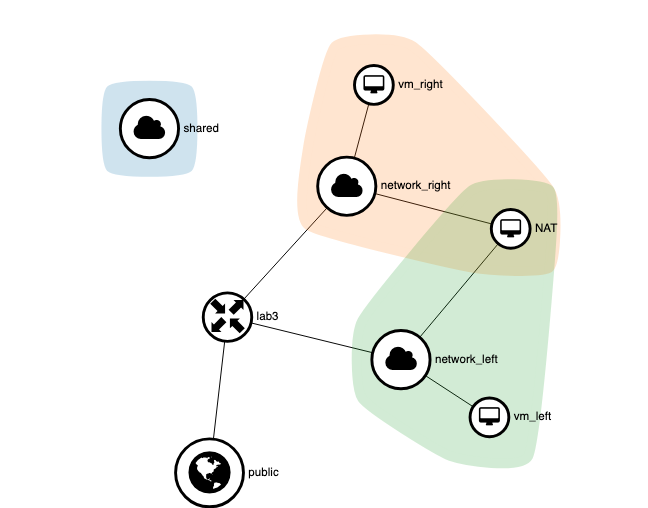 vm_right
shared
network_right
NAT
lab3
network_left
vm_left
public